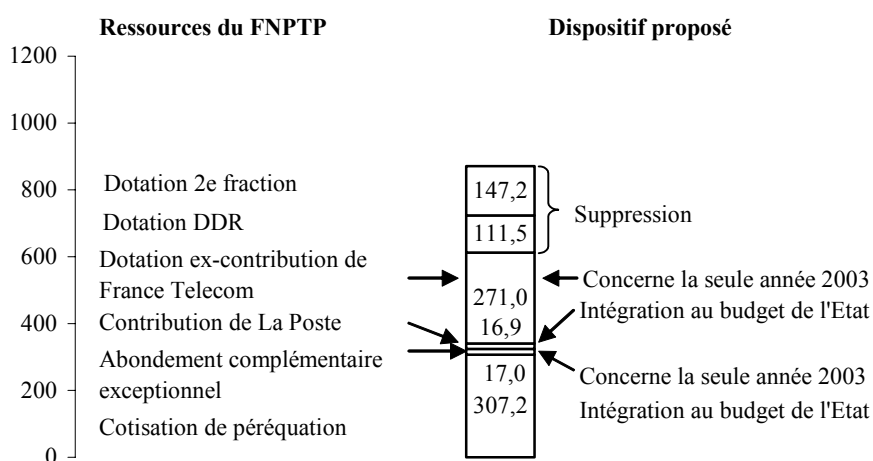 Ressources du FNPTP
Dispositif proposé
1200
1000
800
600
400
200
0
Dotation 2e fraction
Dotation DDR
Dotation ex-contribution de
France Telecom
Contribution de La Poste
Abondement complémentaire
exceptionnel
Cotisation de péréquation
147,2
111,5
271,0
16,9
17,0
307,2
Suppression
Concerne la seule année 2003
Intégration au budget de l'Etat
Concerne la seule année 2003
Intégration au budget de l'Etat